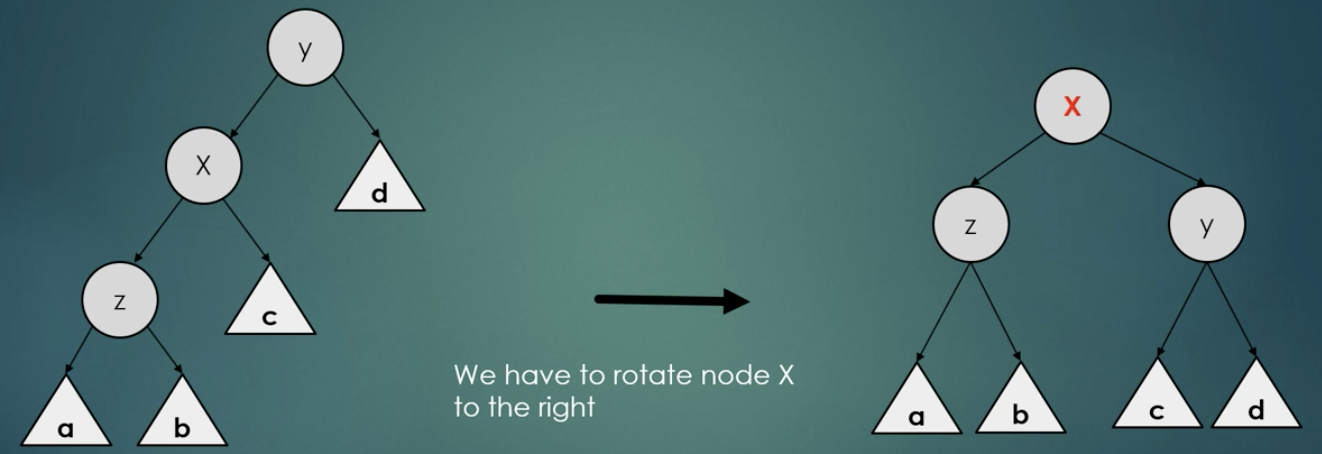 y
X
d
z
c
a
b
We have to rotate node X
to the right
X
z
y
a
b
c
d